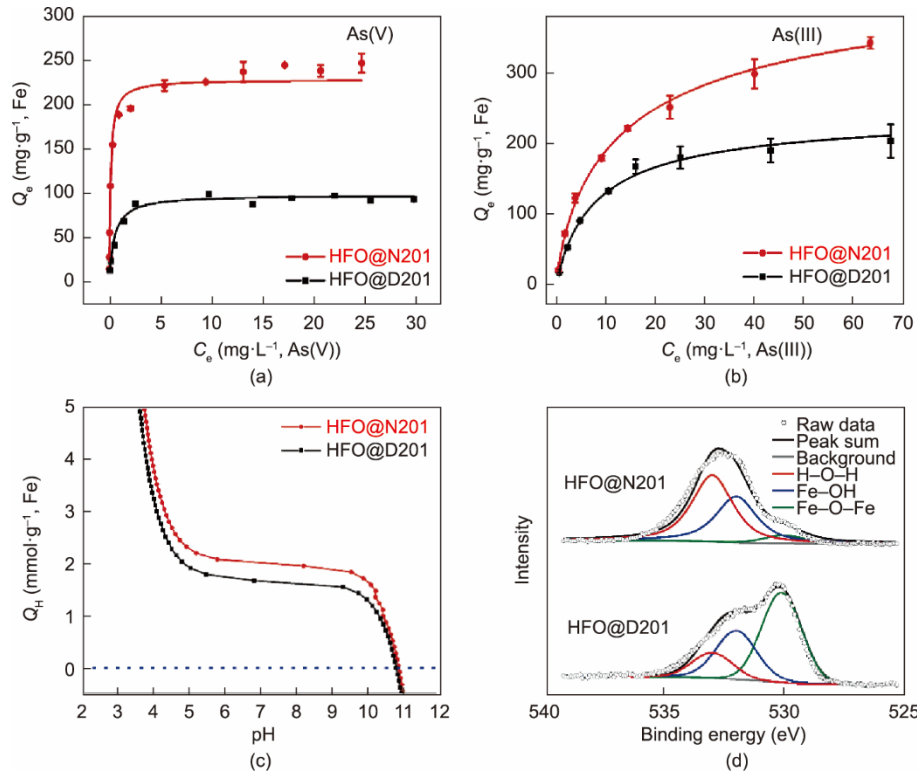 As(V)
300
250
200
150
100
50
0
Qe (mg·g⁻¹, Fe)
HFO@N201
HFO@D201
0 5 10 15 20 25 30
Ce (mg·L⁻¹, As(V))
(a)
As(III)
300
200
100
0
Qe (mg·g⁻¹, Fe)
HFO@N201
HFO@D201
0 10 20 30 40 50 60 70
Ce (mg·L⁻¹, As(III))
(b)
5
4
3
2
1
0
QH (mmol·g⁻¹, Fe)
HFO@N201
HFO@D201
2 3 4 5 6 7 8 9 10 11 12
pH
(c)
Raw data
Peak sum
Background
H–O–H
Fe–OH
Fe–O–Fe
HFO@N201
HFO@D201
Intensity
540 535 530 525
Binding energy (eV)
(d)